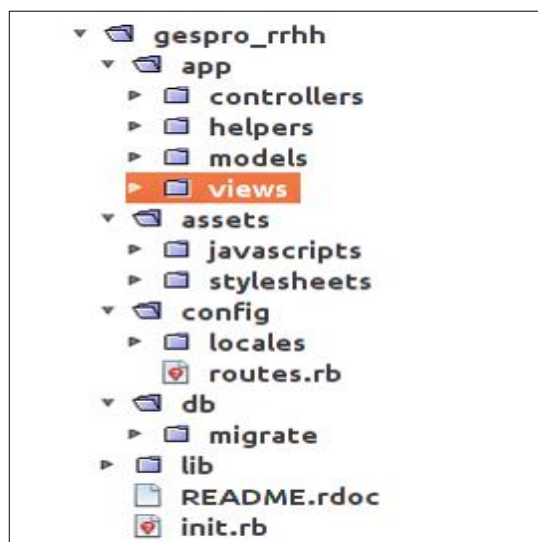 gespro_rrhh
app
controllers
helpers
models
views
assets
javascripts
stylesheets
config
locales
routes.rb
db
migrate
lib
README.rdoc
init.rb